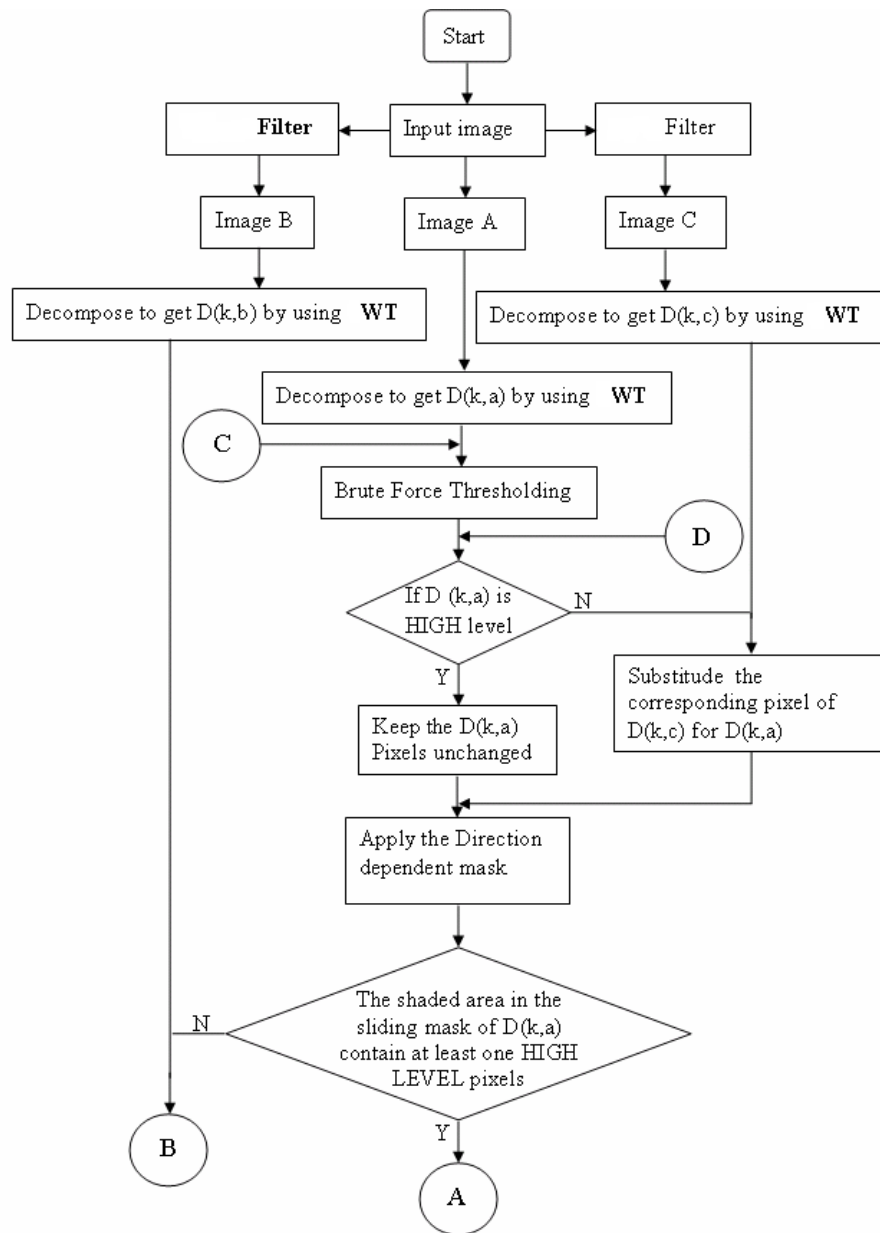 Start
Filter
Input image
Filter
Image B
Image A
Image C
Decompose to get D(k,b) by using WT
Decompose to get D(k,c) by using WT
Decompose to get D(k,a) by using WT
C
Brute Force Thresholding
D
If D (k,a) is
HIGH level
N
Y
Substitude the
corresponding pixel of
D(k,c) for D(k,a)
Keep the D(k,a)
Pixels unchanged
Apply the Direction
dependent mask
The shaded area in the
sliding mask of D(k,a)
contain at least one HIGH
LEVEL pixels
N
Y
B
A